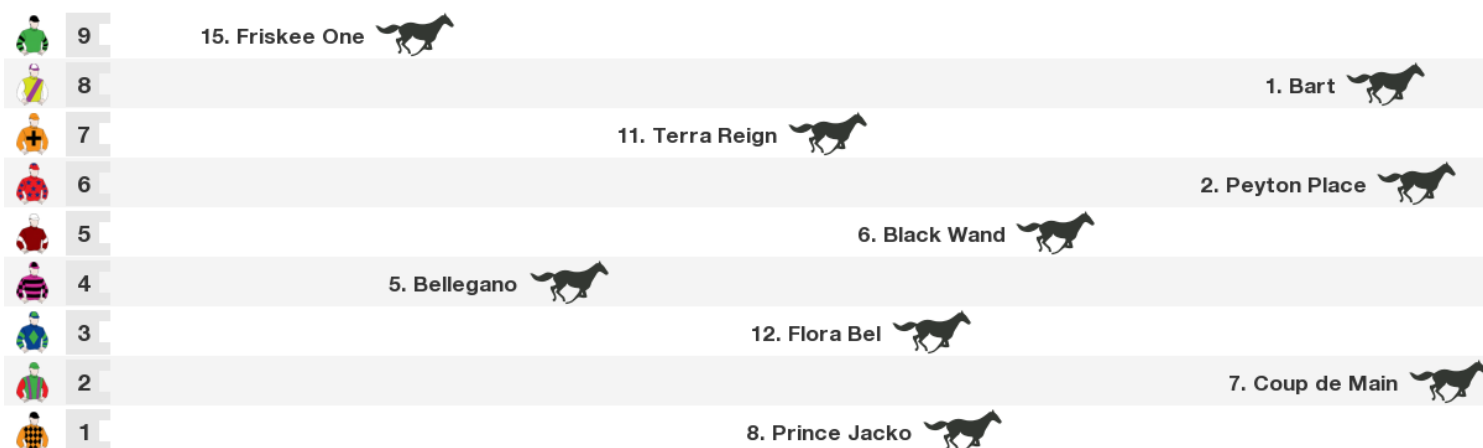 9 15. Friskee One
8 1. Bart
7 11. Terra Reign
6 2. Peyton Place
5 6. Black Wand
4 5. Bellegano
3 12. Flora Bel
2 7. Coup de Main
1 8. Prince Jacko